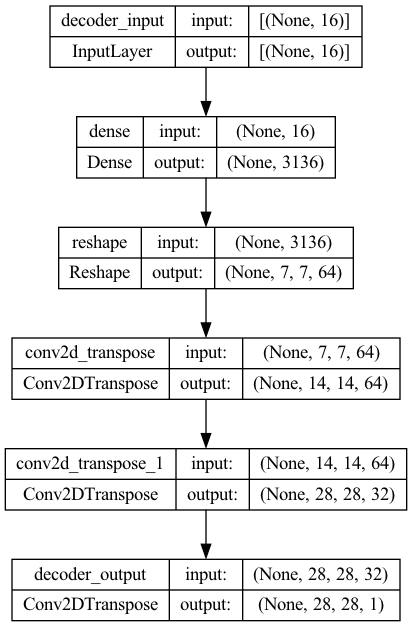 decoder_input input: [(None, 16)]
InputLayer output: [(None, 16)]
dense input: (None, 16)
Dense output: (None, 3136)
reshape input: (None, 3136)
Reshape output: (None, 7, 7, 64)
conv2d_transpose input: (None, 7, 7, 64)
Conv2DTranspose output: (None, 14, 14, 64)
conv2d_transpose_1 input: (None, 14, 14, 64)
Conv2DTranspose output: (None, 28, 28, 32)
decoder_output input: (None, 28, 28, 32)
Conv2DTranspose output: (None, 28, 28, 1)